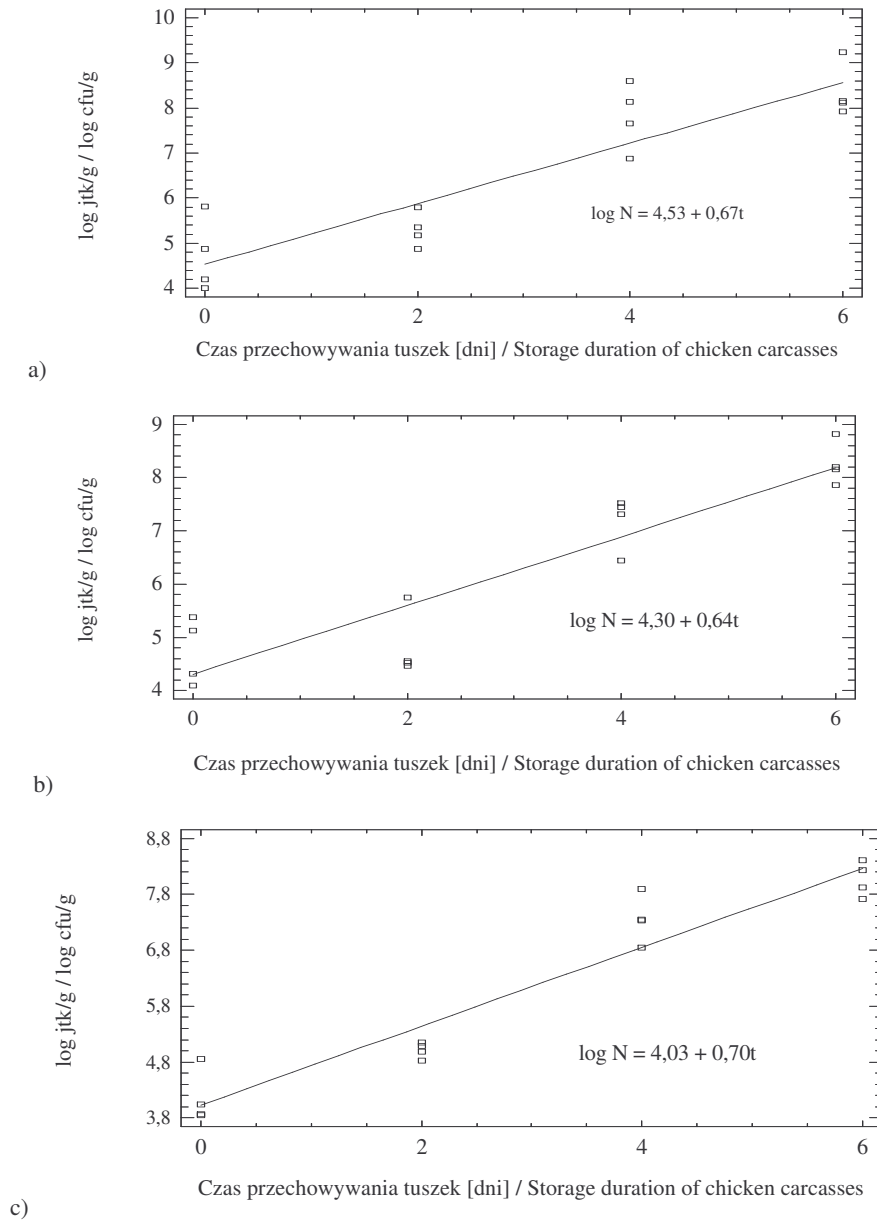 10
9
8
7
6
5
4
log jtk/g / log cfu/g
log N = 4,53 + 0,67t
0 2 4 6
Czas przechowywania tuszek [dni] / Storage duration of chicken carcasses
a)
9
8
7
6
5
4
log jtk/g / log cfu/g
log N = 4,30 + 0,64t
0 2 4 6
Czas przechowywania tuszek [dni] / Storage duration of chicken carcasses
b)
8,8
7,8
6,8
5,8
4,8
3,8
log jtk/g / log cfu/g
log N = 4,03 + 0,70t
0 2 4 6
Czas przechowywania tuszek [dni] / Storage duration of chicken carcasses
c)